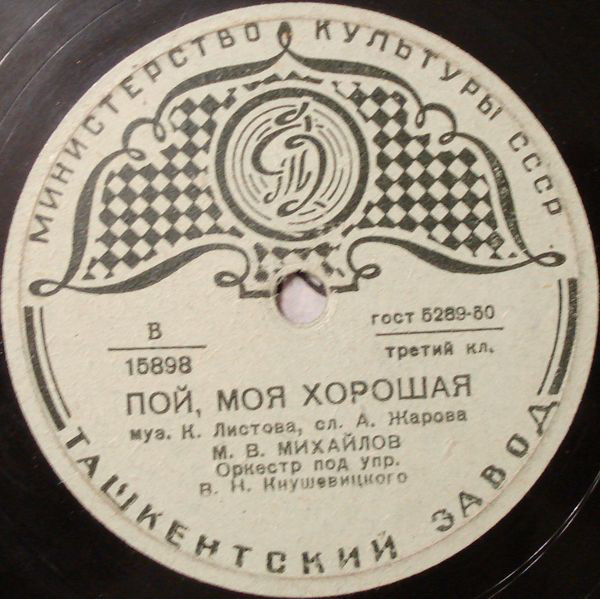 МИНИСТЕРСТВО КУЛЬТУРЫ СССР
В
15898
гост 5289-50
третий кл.
ПОЙ, МОЯ ХОРОШАЯ
муз. К. Листова, сл. А. Жарова
М. В. МИХАЙЛОВ
Оркестр под упр.
В. Н. Кнушевицкого
ТАШКЕНТСКИЙ ЗАВОД